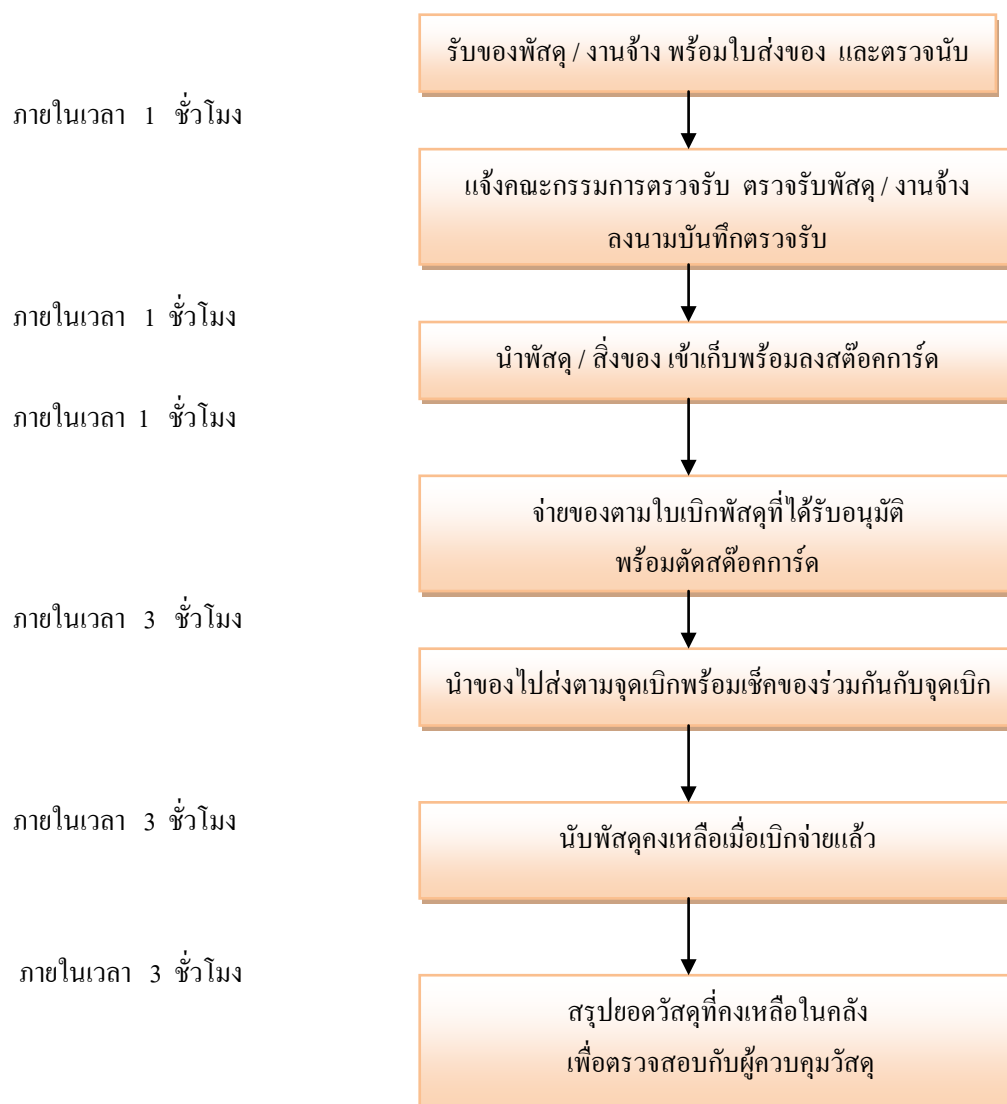 รับของพัสดุ / งานจ้าง พร้อมใบส่งของ และตรวจนับ
ภายในเวลา 1 ชั่วโมง
แจ้งคณะกรรมการตรวจรับ ตรวจรับพัสดุ / งานจ้าง
ลงนามบันทึกตรวจรับ
ภายในเวลา 1 ชั่วโมง
นำพัสดุ / สิ่งของ เข้าเก็บพร้อมลงสต๊อคการ์ด
ภายในเวลา 1 ชั่วโมง
จ่ายของตามใบเบิกพัสดุที่ได้รับอนุมัติ
พร้อมตัดสต๊อคการ์ด
ภายในเวลา 3 ชั่วโมง
นำของไปส่งตามจุดเบิกพร้อมเช็คของร่วมกันกับจุดเบิก
ภายในเวลา 3 ชั่วโมง
นับพัสดุคงเหลือเมื่อเบิกจ่ายแล้ว
ภายในเวลา 3 ชั่วโมง
สรุปยอดวัสดุที่คงเหลือในคลัง
เพื่อตรวจสอบกับผู้ควบคุมวัสดุ